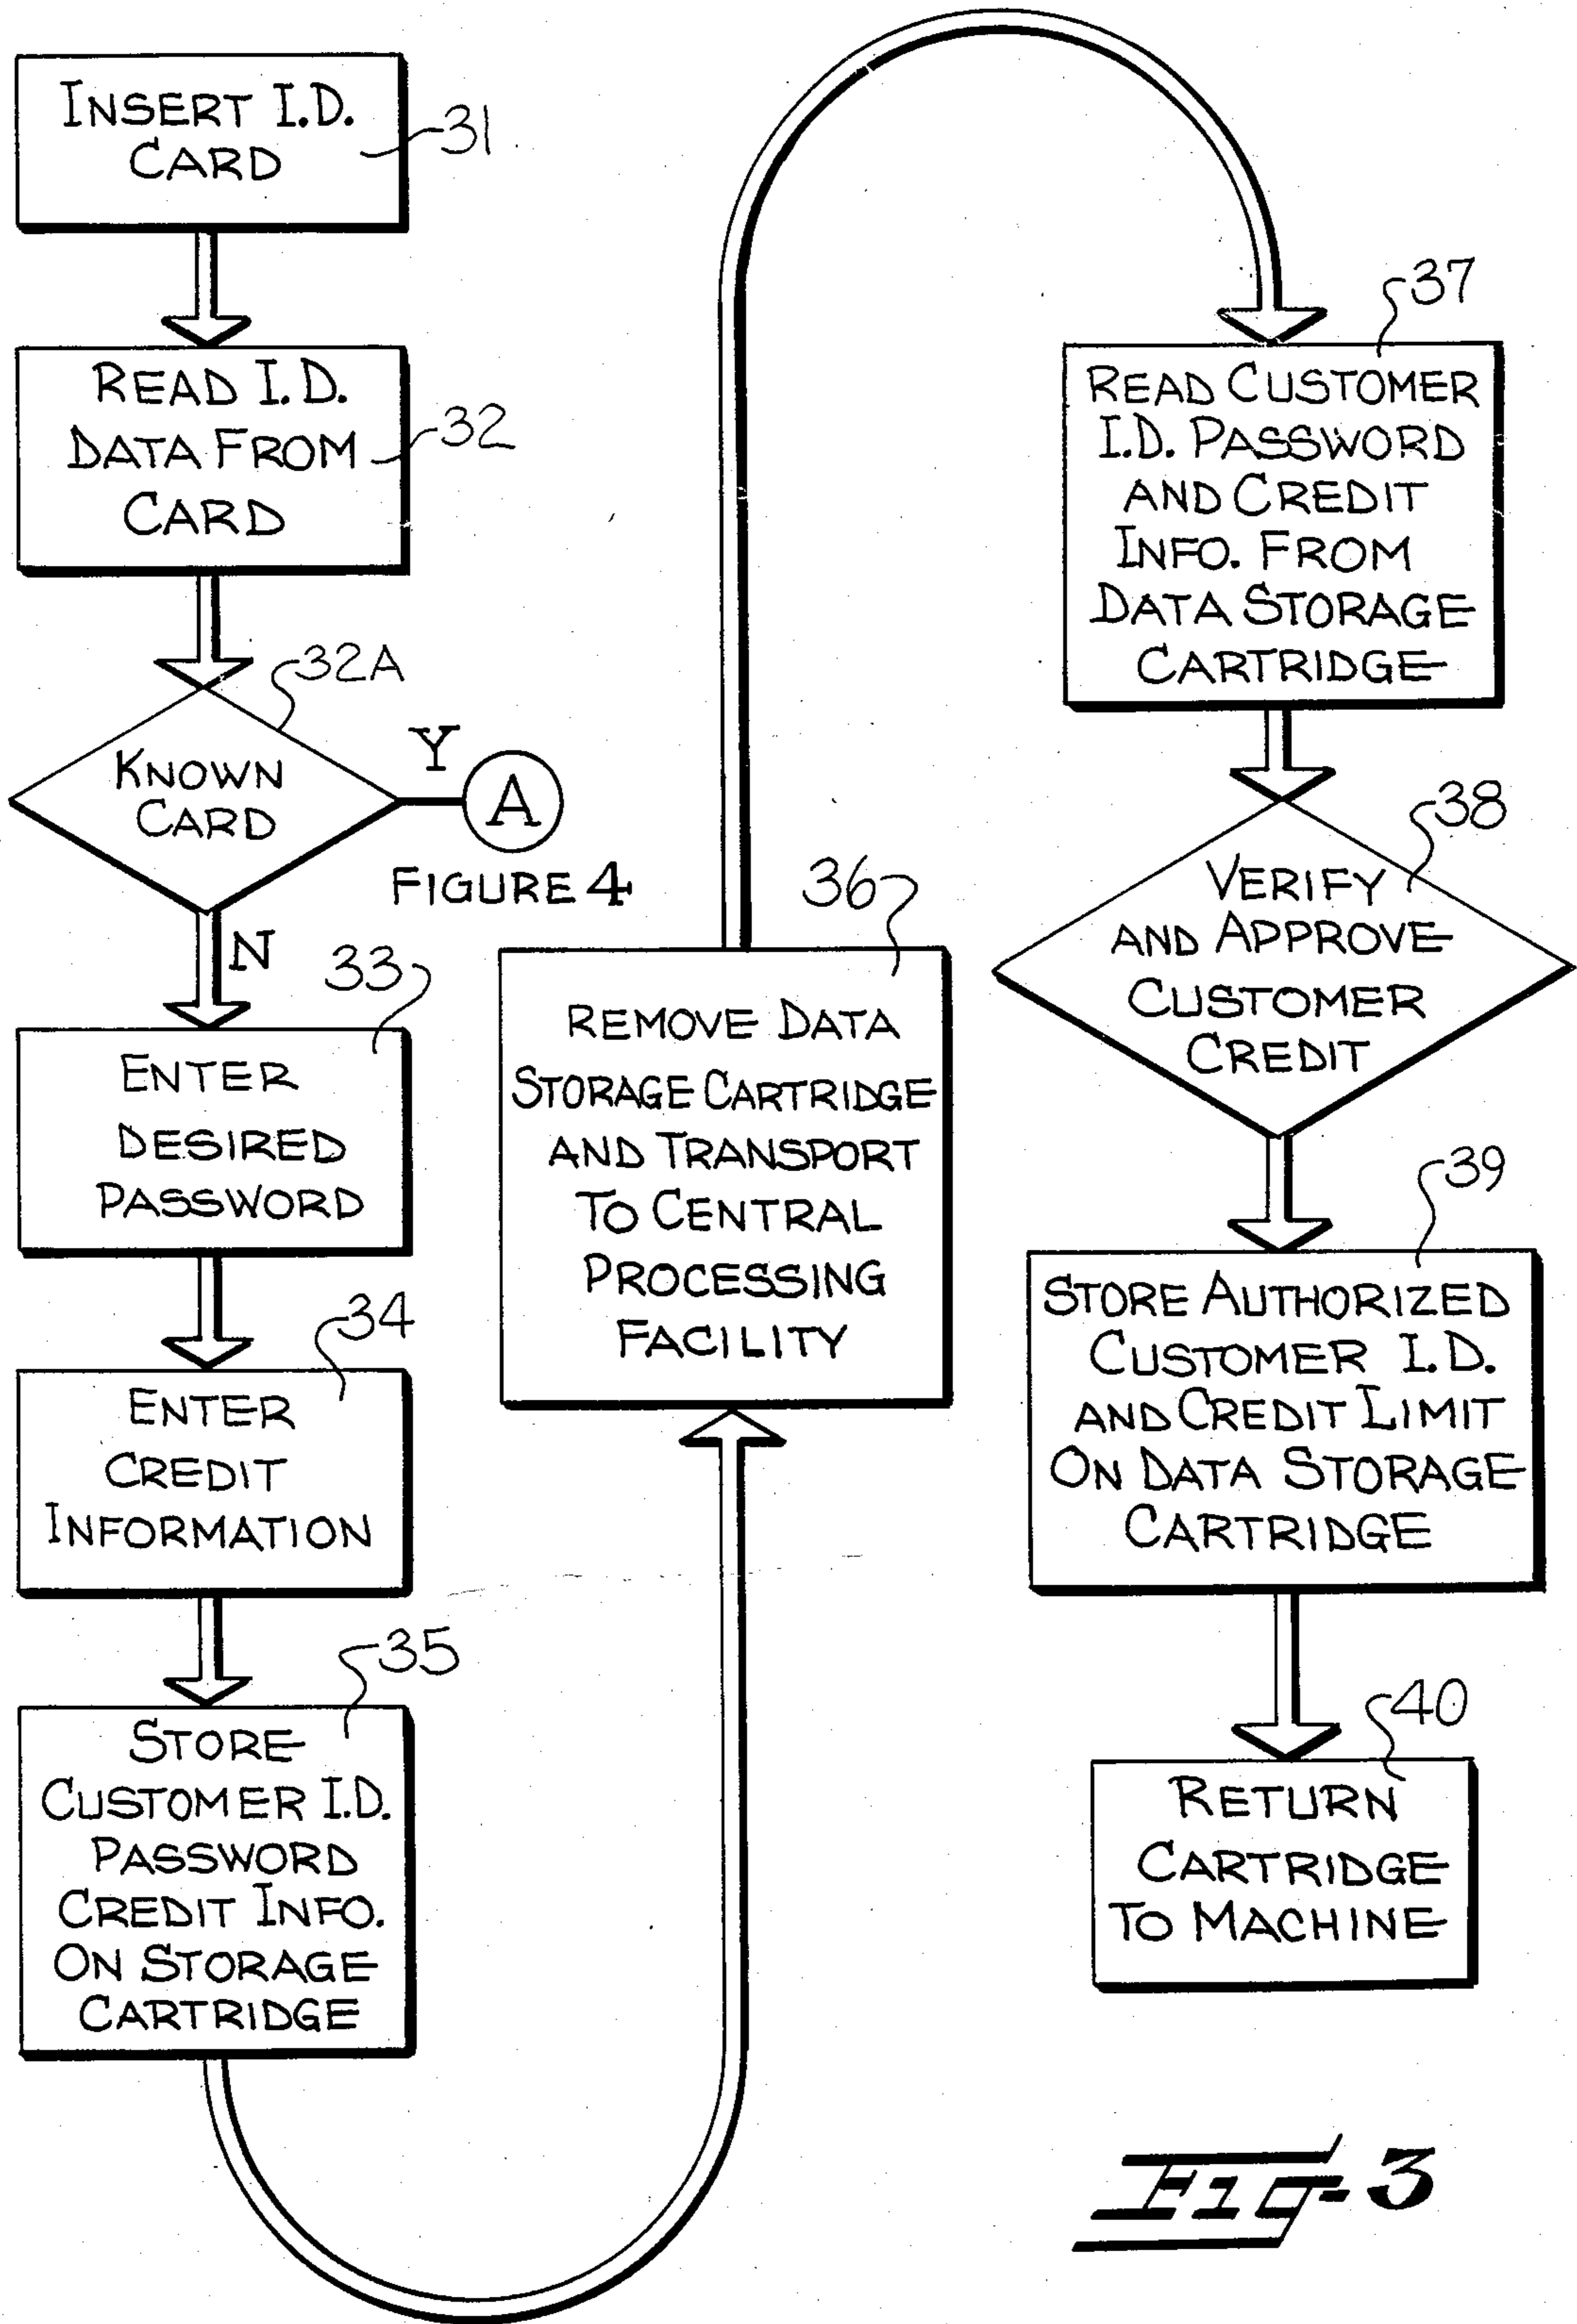 INSERT I.D.
CARD
31
READ I.D.
DATA FROM
CARD
32
32A
KNOWN
CARD
Y
A
FIGURE 4
N
33
ENTER
DESIRED
PASSWORD
34
ENTER
CREDIT
INFORMATION
35
STORE
CUSTOMER I.D.
PASSWORD
CREDIT INFO.
ON STORAGE
CARTRIDGE
36
REMOVE DATA
STORAGE CARTRIDGE
AND TRANSPORT
TO CENTRAL
PROCESSING
FACILITY
37
READ CUSTOMER
I.D. PASSWORD
AND CREDIT
INFO. FROM
DATA STORAGE
CARTRIDGE
38
VERIFY
AND APPROVE
CUSTOMER
CREDIT
39
STORE AUTHORIZED
CUSTOMER I.D.
AND CREDIT LIMIT
ON DATA STORAGE
CARTRIDGE
40
RETURN
CARTRIDGE
TO MACHINE
Fig-3